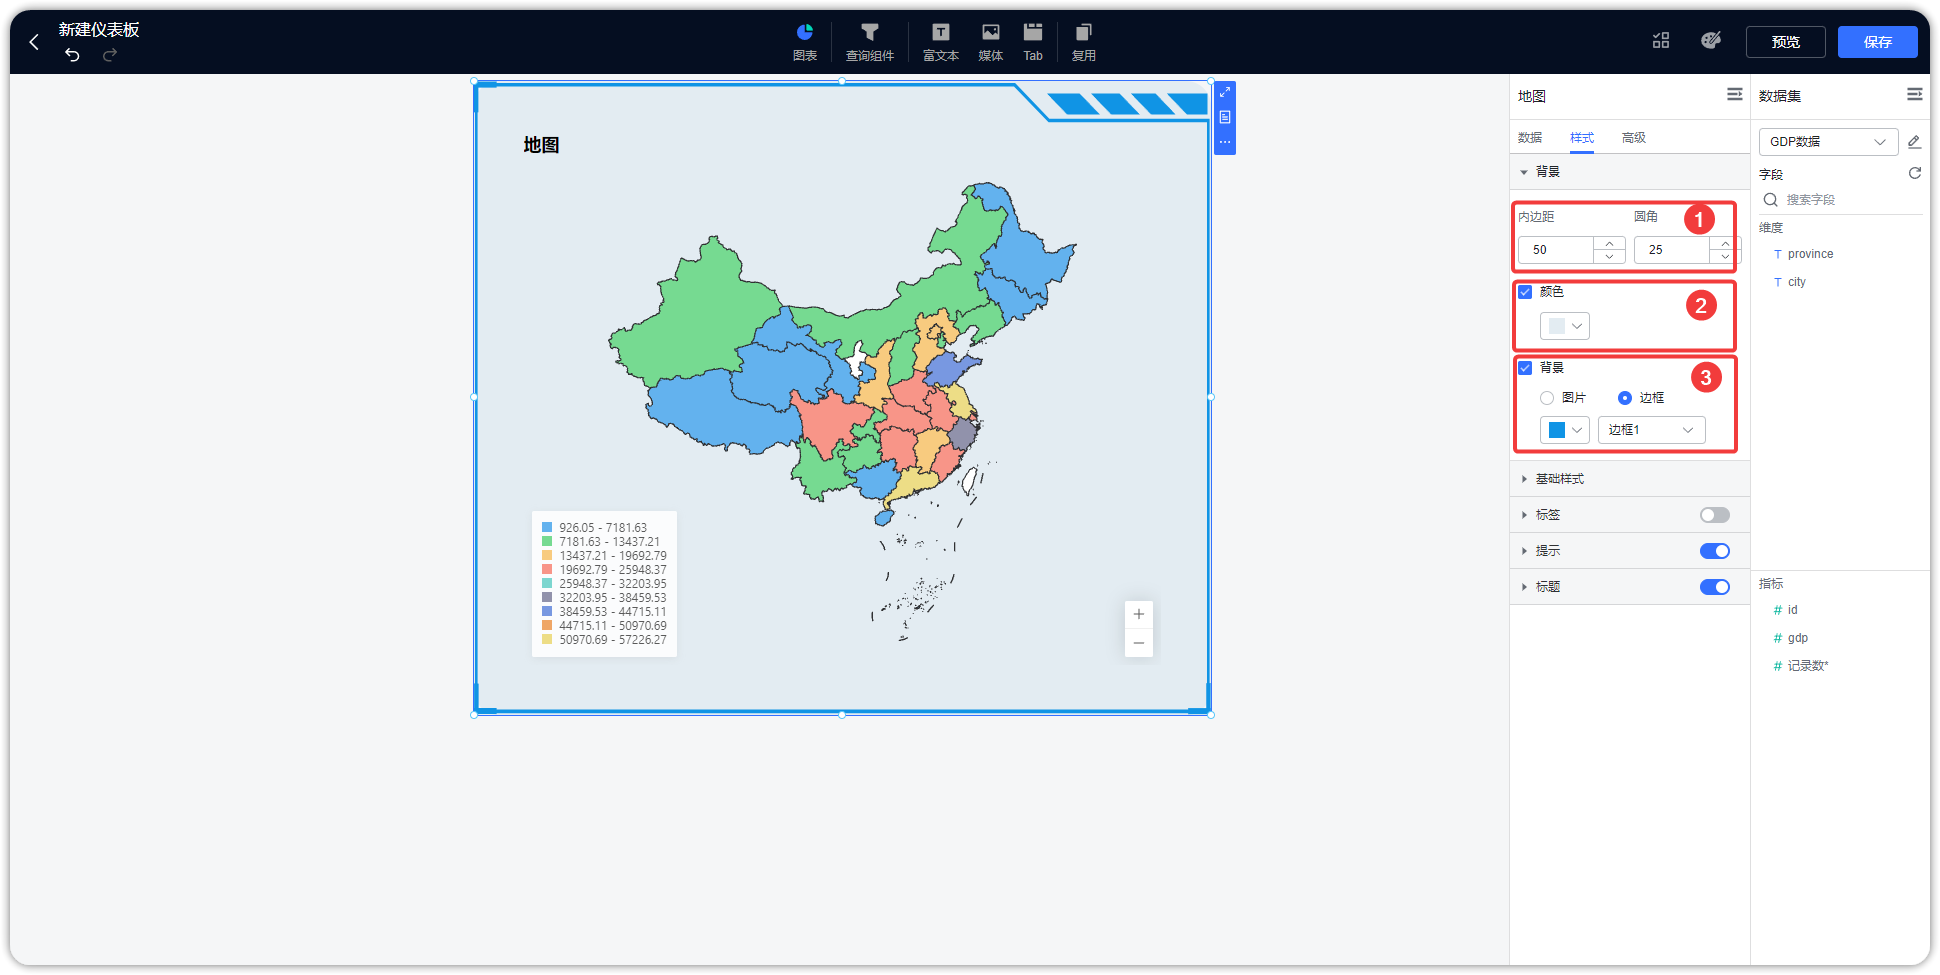 新建仪表板
图表
查询组件
富文本
媒体
Tab
复用
预览
保存
地图
926.05 - 7181.63
7181.63 - 13437.21
13437.21 - 19692.79
19692.79 - 25948.37
25948.37 - 32203.95
32203.95 - 38459.53
38459.53 - 44715.11
44715.11 - 50970.69
50970.69 - 57226.27
地图
数据
样式
高级
背景
内边距
圆角
1
50
25
颜色
2
背景
3
图片
边框
边框1
基础样式
标签
提示
标题
数据集
GDP数据
字段
搜索字段
维度
T province
T city
指标
# id
# gdp
# 记录数*